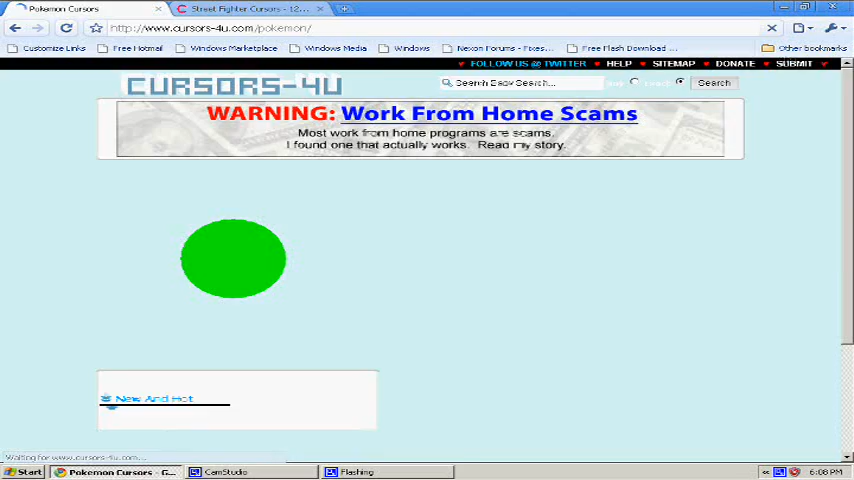 Pokemon Cursors
Street Fighter Cursors - 12...
http://www.cursors-4u.com/pokemon/
Customize Links
Free Hotmail
Windows Marketplace
Windows Media
Windows
Nexon Forums - Fixes...
Free Flash Download ...
Other bookmarks
FOLLOW US @ TWITTER
HELP
SITEMAP
DONATE
SUBMIT
CURSORS-4U
Search
WARNING: Work From Home Scams
Most work from home programs are scams,
I found one that actually works. Read my story.
New And Hot
Waiting for www.cursors-4u.com...
Start
Pokemon Cursors - G...
CamStudio
Flashing
6:08 PM